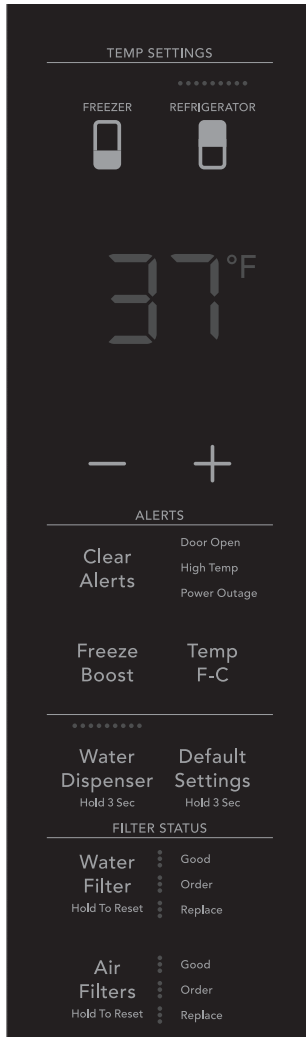 TEMP SETTINGS
FREEZER REFRIGERATOR
37°F
− +
ALERTS
Clear Alerts
Door Open
High Temp
Power Outage
Freeze Boost
Temp F-C
Water Dispenser
Hold 3 Sec
Default Settings
Hold 3 Sec
FILTER STATUS
Water Filter
Hold To Reset
Good
Order
Replace
Air Filters
Hold To Reset
Good
Order
Replace